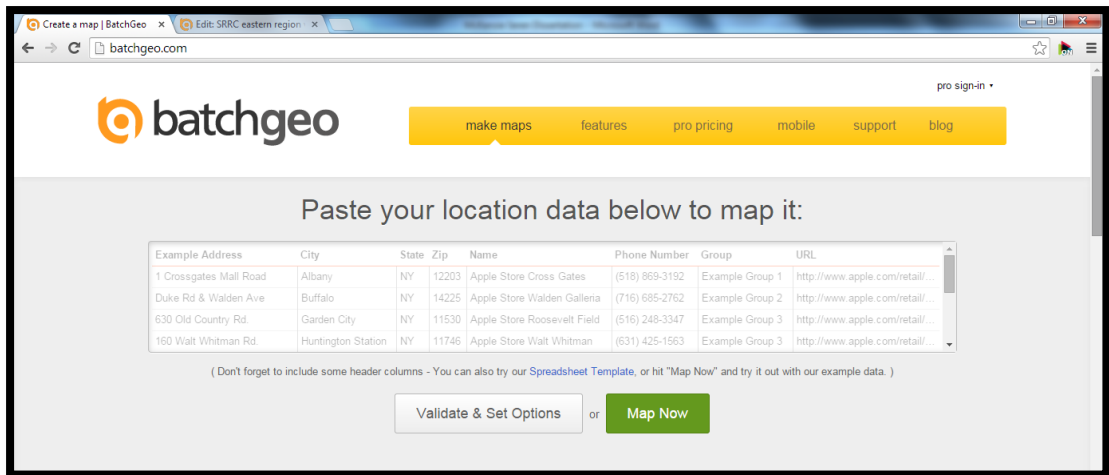 Create a map | BatchGeo Edit: SRRC eastern region
batchgeo.com
pro sign-in
batchgeo
make maps features pro pricing mobile support blog
Paste your location data below to map it:
Example Address City State Zip Name Phone Number Group URL
1 Crossgates Mall Road Albany NY 12203 Apple Store Cross Gates (518) 869-3192 Example Group 1 http://www.apple.com/retail/...
Duke Rd & Walden Ave Buffalo NY 14225 Apple Store Walden Galleria (716) 685-2762 Example Group 2 http://www.apple.com/retail/...
630 Old Country Rd. Garden City NY 11530 Apple Store Roosevelt Field (516) 248-3347 Example Group 3 http://www.apple.com/retail/...
160 Walt Whitman Rd. Huntington Station NY 11746 Apple Store Walt Whitman (631) 425-1563 Example Group 3 http://www.apple.com/retail/...
( Don't forget to include some header columns - You can also try our Spreadsheet Template, or hit "Map Now" and try it out with our example data. )
Validate & Set Options or Map Now